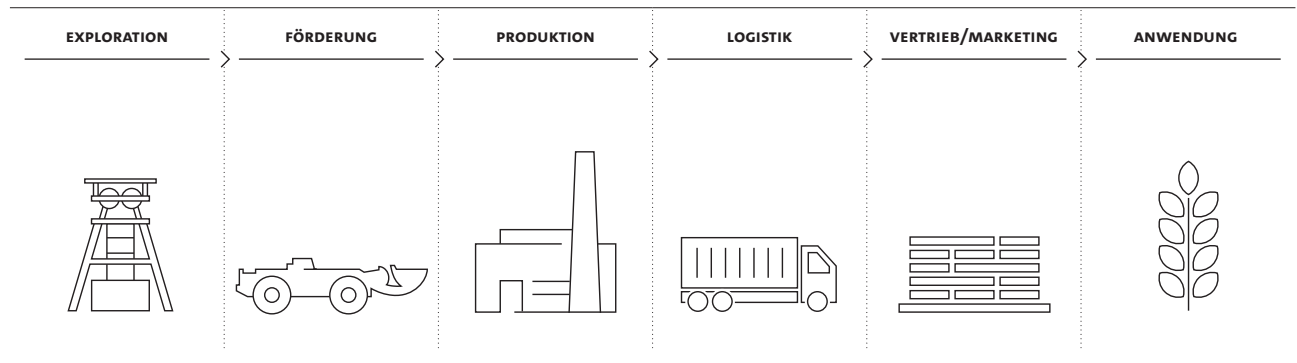 EXPLORATION
FÖRDERUNG
PRODUKTION
LOGISTIK
VERTRIEB/MARKETING
ANWENDUNG